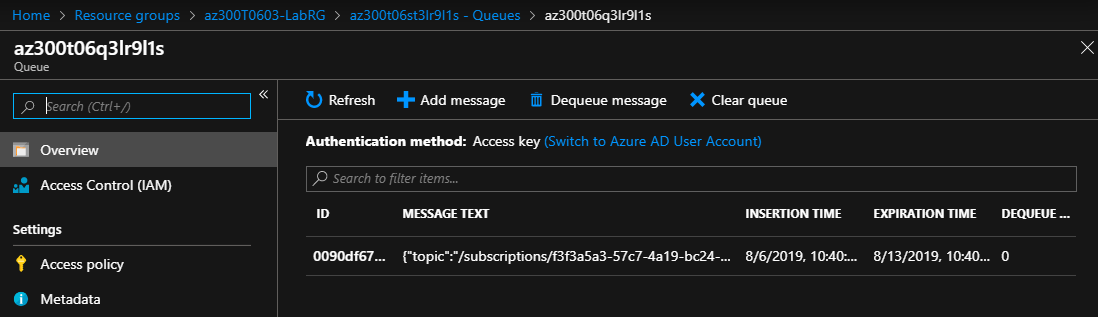 Home > Resource groups > az300T0603-LabRG > az300t06st3lr9l1s - Queues > az300t06q3lr9l1s
az300t06q3lr9l1s
Queue
Search (Ctrl+/)
«
Refresh
Add message
Dequeue message
Clear queue
Overview
Authentication method: Access key (Switch to Azure AD User Account)
Access Control (IAM)
Search to filter items...
Settings
ID MESSAGE TEXT INSERTION TIME EXPIRATION TIME DEQUEUE ...
Access policy
0090df67... {"topic":"/subscriptions/f3f3a5a3-57c7-4a19-bc24-... 8/6/2019, 10:40:... 8/13/2019, 10:40... 0
Metadata